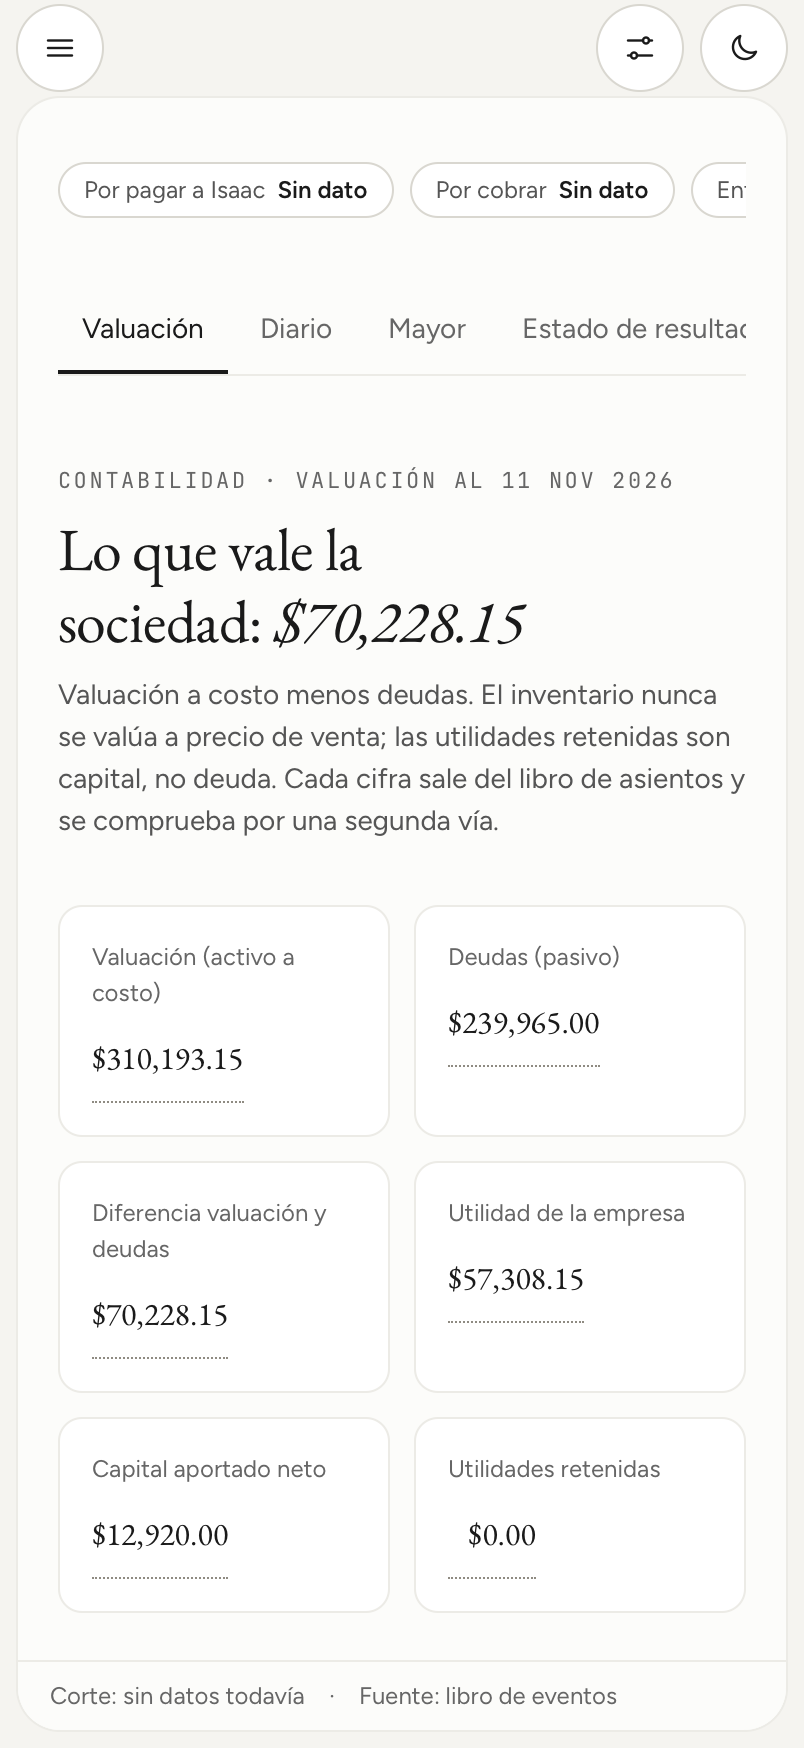 Por pagar a Isaac Sin dato
Por cobrar Sin dato
Valuación
Diario
Mayor
Estado de
CONTABILIDAD · VALUACIÓN AL 11 NOV 2026
Lo que vale la
sociedad: $70,228.15
Valuación a costo menos deudas. El inventario nunca
se valúa a precio de venta; las utilidades retenidas son
capital, no deuda. Cada cifra sale del libro de asientos y
se comprueba por una segunda vía.
Valuación (activo a
costo)
$310,193.15
Deudas (pasivo)
$239,965.00
Diferencia valuación y
deudas
$70,228.15
Utilidad de la empresa
$57,308.15
Capital aportado neto
$12,920.00
Utilidades retenidas
$0.00
Corte: sin datos todavía · Fuente: libro de eventos